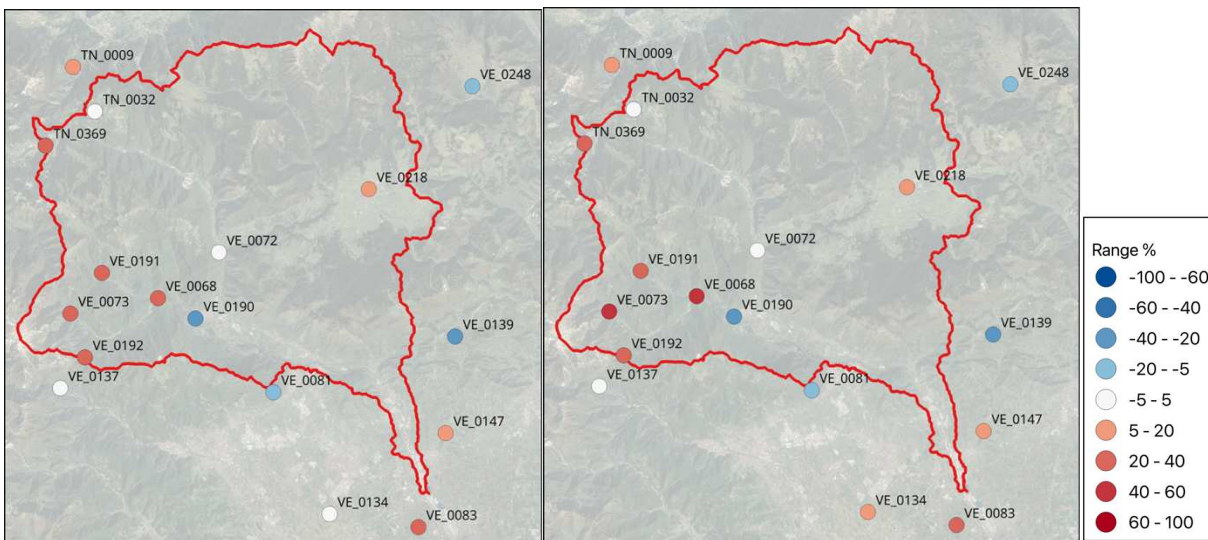 TN_0009
VE_0248
TN_0032
TN_0369
VE_0218
VE_0072
VE_0191
VE_0068
VE_0073
VE_0190
VE_0139
VE_0192
VE_0137
VE_0081
VE_0147
VE_0134
VE_0083
TN_0009
VE_0248
TN_0032
TN_0369
VE_0218
VE_0072
VE_0191
VE_0068
VE_0073
VE_0190
VE_0139
VE_0192
VE_0137
VE_0081
VE_0147
VE_0134
VE_0083
Range %
-100 - -60
-60 - -40
-40 - -20
-20 - -5
-5 - 5
5 - 20
20 - 40
40 - 60
60 - 100